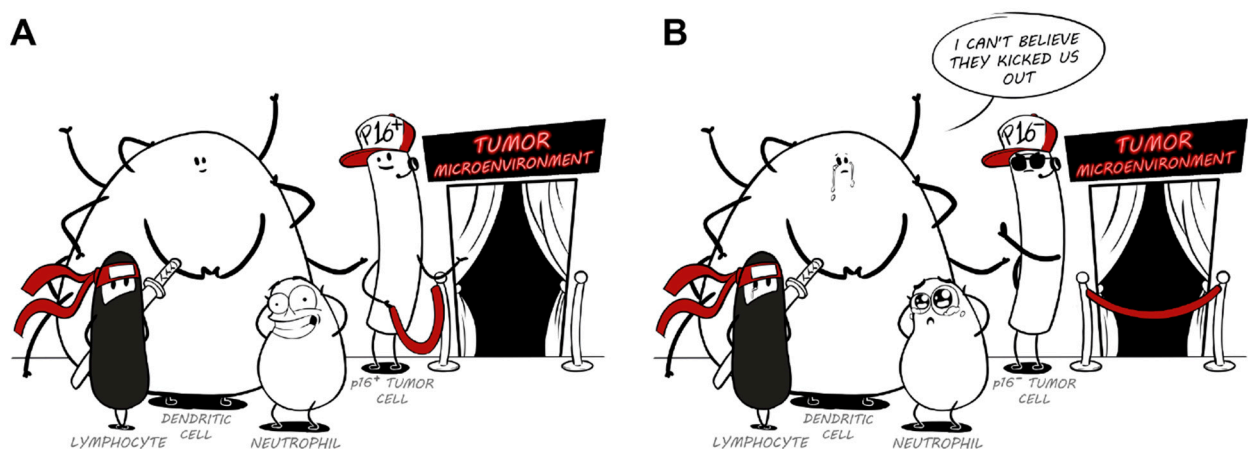 A
P16+
TUMOR
MICROENVIRONMENT
p16+ TUMOR
CELL
DENDRITIC
CELL
LYMPHOCYTE
NEUTROPHIL
B
I CAN'T BELIEVE
THEY KICKED US
OUT
P16-
TUMOR
MICROENVIRONMENT
p16- TUMOR
CELL
DENDRITIC
CELL
LYMPHOCYTE
NEUTROPHIL